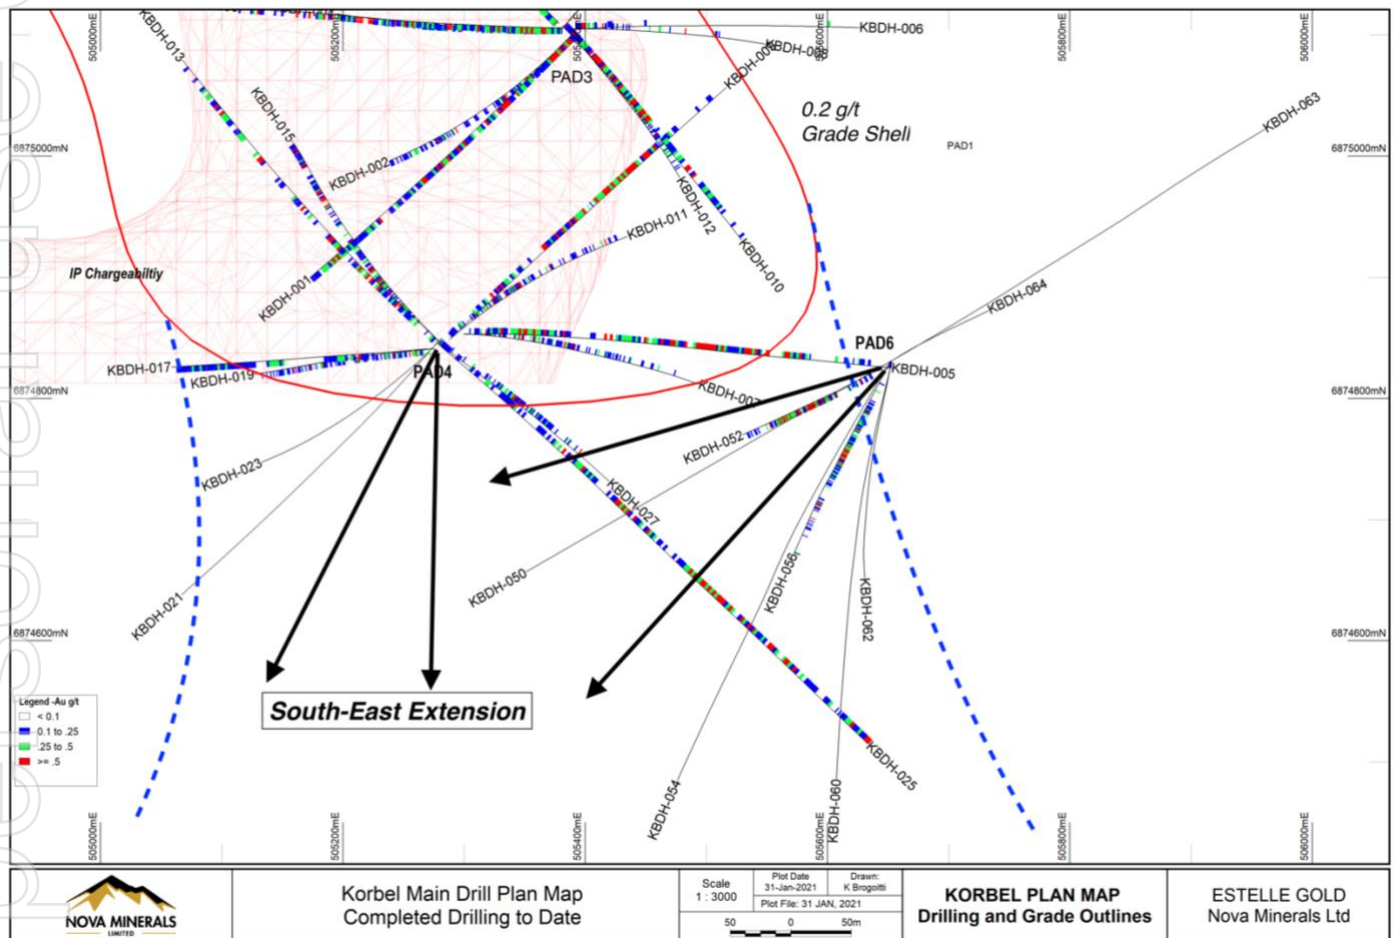 505000mE
505200mE
505600mE
505800mE
506000mE
KBDH-013
KBDH-006
KBDH-008
PAD3
KBDH-015
KBDH-002
0.2 g/t
Grade Shell
PAD1
KBDH-063
6875000mN
6875000mN
KBDH-012
KBDH-011
KBDH-010
IP Chargeabiltiy
KBDH-001
KBDH-064
PAD6
KBDH-017
KBDH-019
PAD4
KBDH-005
KBDH-007
6874800mN
6874800mN
KBDH-052
KBDH-023
KBDH-027
KBDH-050
KBDH-056
KBDH-062
KBDH-021
6874600mN
6874600mN
South-East Extension
Legend -Au g/t
< 0.1
0.1 to .25
.25 to .5
>= .5
KBDH-025
KBDH-054
KBDH-060
505000mE
505200mE
505400mE
505600mE
505800mE
506000mE
NOVA MINERALS
LIMITED
Korbel Main Drill Plan Map
Completed Drilling to Date
Scale
1 : 3000
Plot Date
31-Jan-2021
Drawn:
K Brogoitti
Plot File: 31 JAN, 2021
50 0 50m
KORBEL PLAN MAP
Drilling and Grade Outlines
ESTELLE GOLD
Nova Minerals Ltd